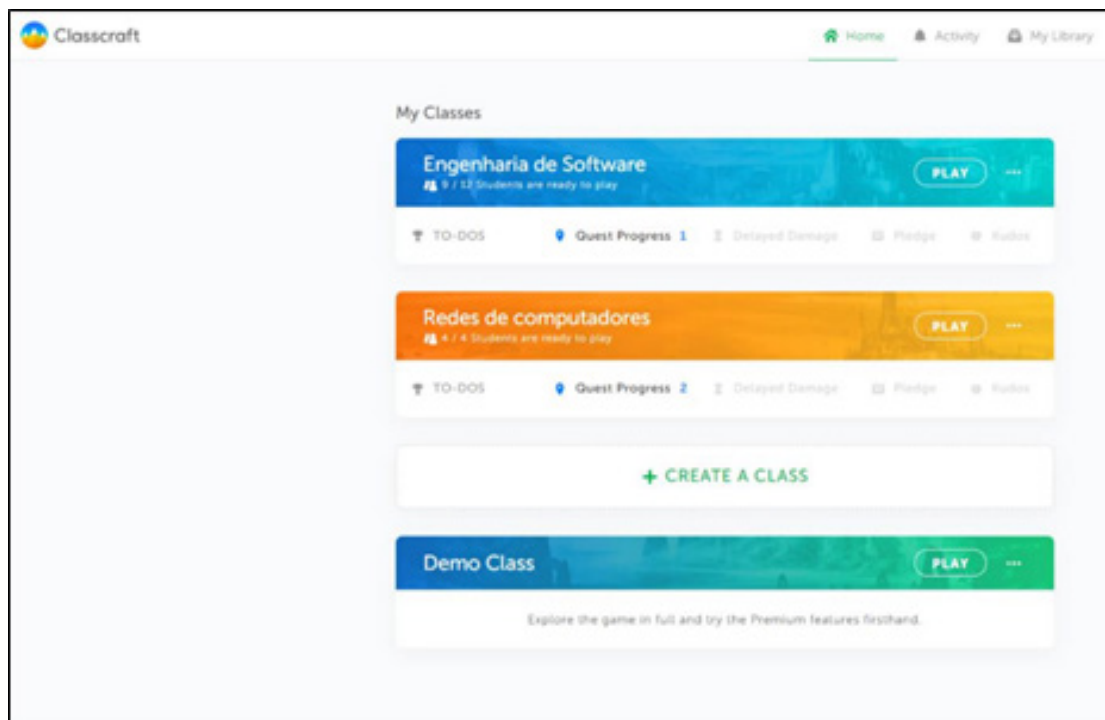 Classcraft
Home Activity My Library
My Classes
Engenharia de Software
PLAY
9 / 12 Students are ready to play
TO-DOS Quest Progress 1 Delayed Damage Pledge Kudos
Redes de computadores
PLAY
4 / 4 Students are ready to play
TO-DOS Quest Progress 2 Delayed Damage Pledge Kudos
+ CREATE A CLASS
Demo Class
PLAY
Explore the game in full and try the Premium features firsthand.